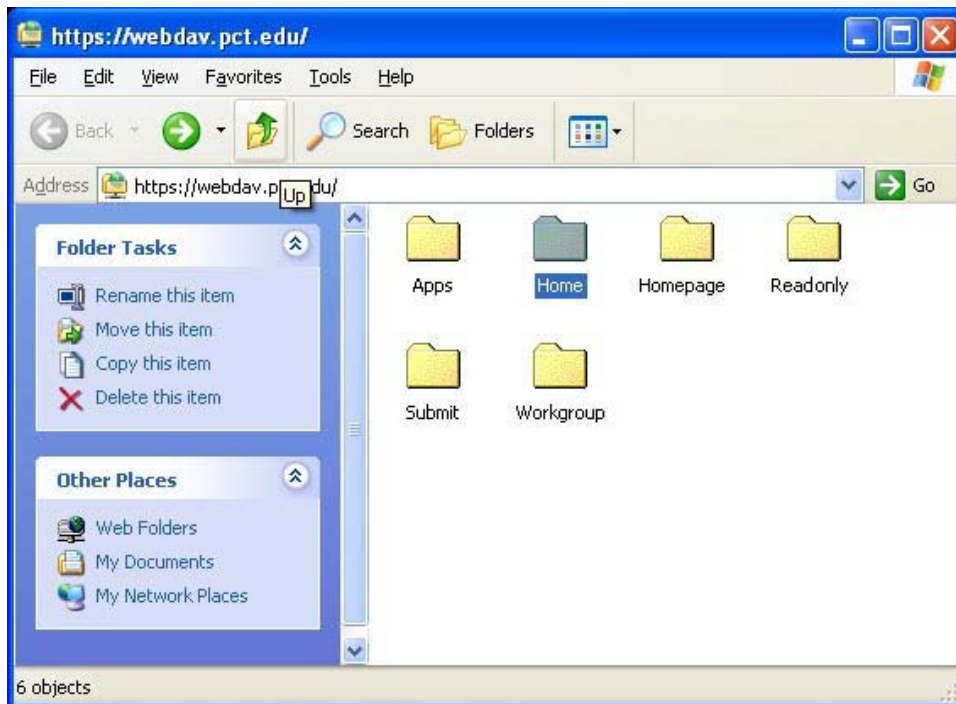 https://webdav.pct.edu/
File Edit View Favorites Tools Help
Back Search Folders
Address https://webdav.p du/ Go
Up
Folder Tasks
Rename this item
Move this item
Copy this item
Delete this item
Other Places
Web Folders
My Documents
My Network Places
Apps Home Homepage Readonly
Submit Workgroup
6 objects